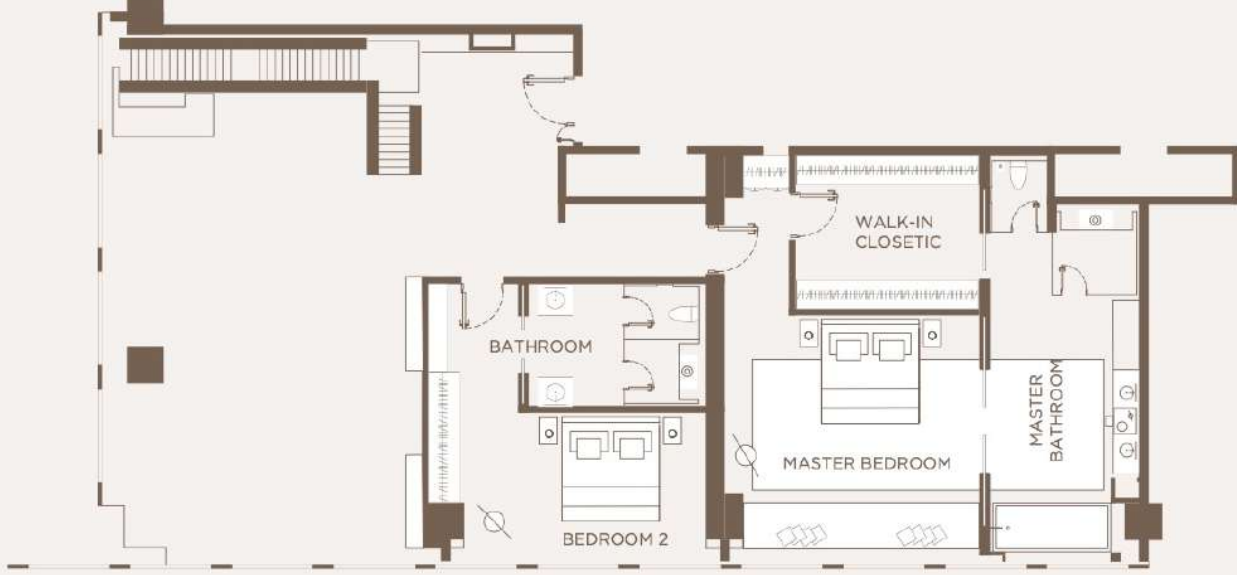 WALK-IN
CLOSETIC
BATHROOM
MASTER
BATHROOM
MASTER BEDROOM
BEDROOM 2